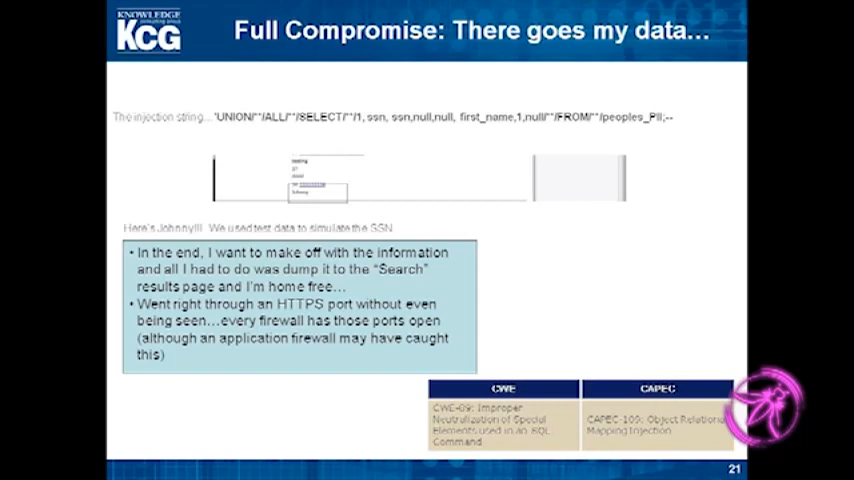 KNOWLEDGE
consulting group
KCG
Full Compromise: There goes my data...
The injection string... 'UNION/**/ALL/**/SELECT/**/1, ssn, ssn,null,null, first_name,1,null/**/FROM/**/peoples_PII;--
testing
Johnny
Here's Johnny!!! We used test data to simulate the SSN
• In the end, I want to make off with the information
and all I had to do was dump it to the "Search"
results page and I'm home free...
• Went right through an HTTPS port without even
being seen...every firewall has those ports open
(although an application firewall may have caught
this)
CWE
CAPEC
CWE-89: Improper
Neutralization of Special
Elements used in an SQL
Command
CAPEC-109: Object Relational
Mapping Injection
21